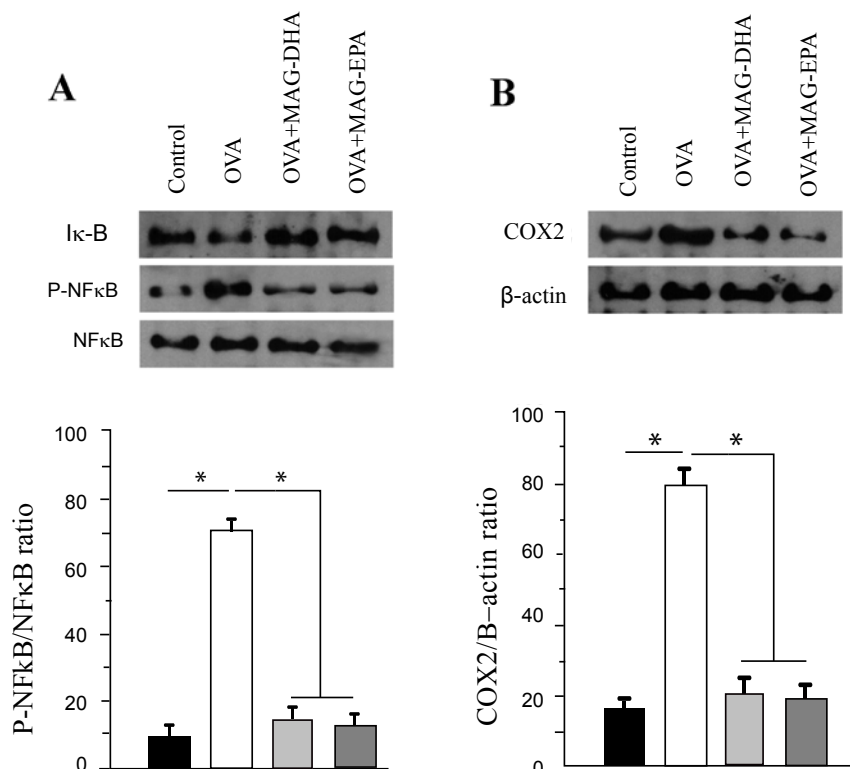 A
Control
OVA
OVA+MAG-DHA
OVA+MAG-EPA
Iκ-B
P-NFκB
NFκB
100
80
60
40
20
0
P-NFkB/NFκB ratio
*
*
B
Control
OVA
OVA+MAG-DHA
OVA+MAG-EPA
COX2
β-actin
100
80
60
40
20
0
COX2/B–actin ratio
*
*